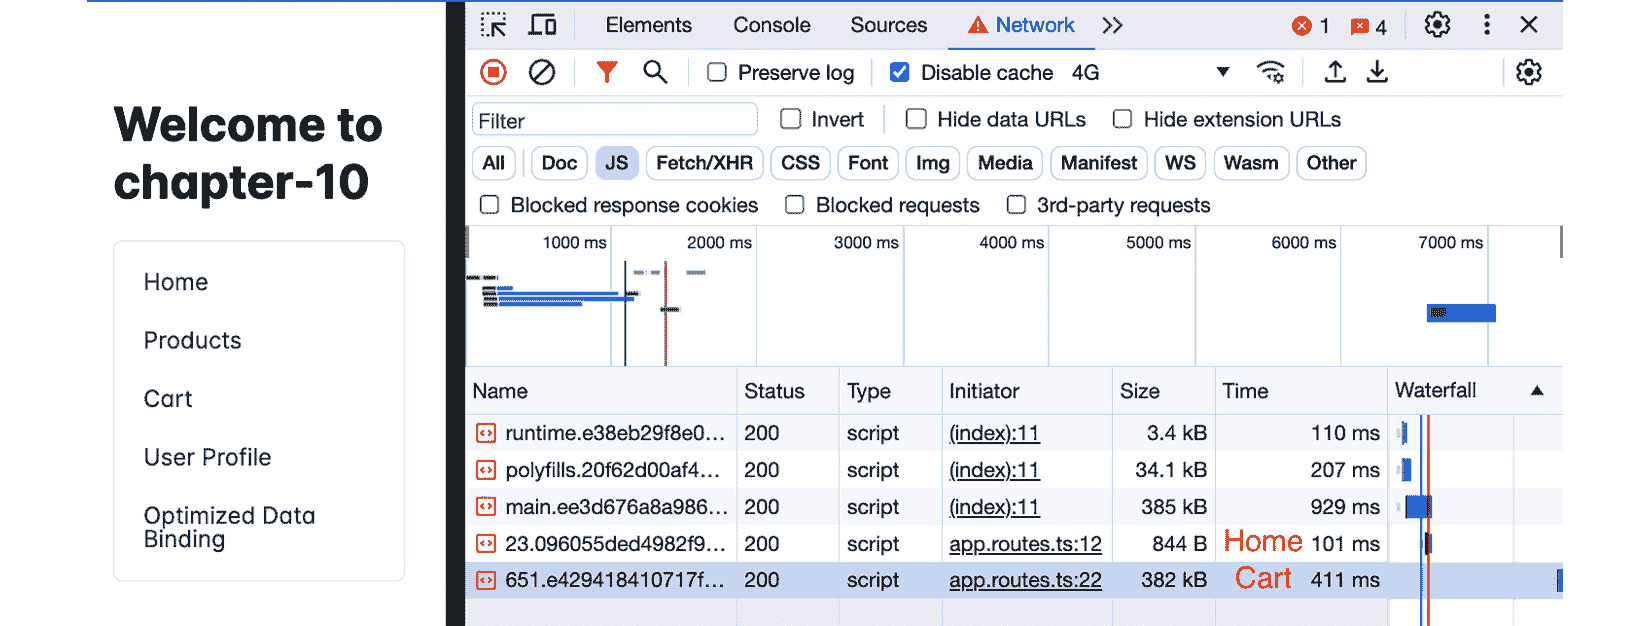 Welcome to
chapter-10
Home
Products
Cart
User Profile
Optimized Data
Binding
Elements Console Sources Network 1 4
Preserve log Disable cache 4G
Filter Invert Hide data URLs Hide extension URLs
All Doc JS Fetch/XHR CSS Font Img Media Manifest WS Wasm Other
Blocked response cookies Blocked requests 3rd-party requests
1000 ms 2000 ms 3000 ms 4000 ms 5000 ms 6000 ms 7000 ms
Name Status Type Initiator Size Time Waterfall
runtime.e38eb29f8e0... 200 script (index):11 3.4 kB 110 ms
polyfills.20f62d00af4... 200 script (index):11 34.1 kB 207 ms
main.ee3d676a8a986... 200 script (index):11 385 kB 929 ms
23.096055ded4982f9... 200 script app.routes.ts:12 844 B Home 101 ms
651.e429418410717f... 200 script app.routes.ts:22 382 kB Cart 411 ms